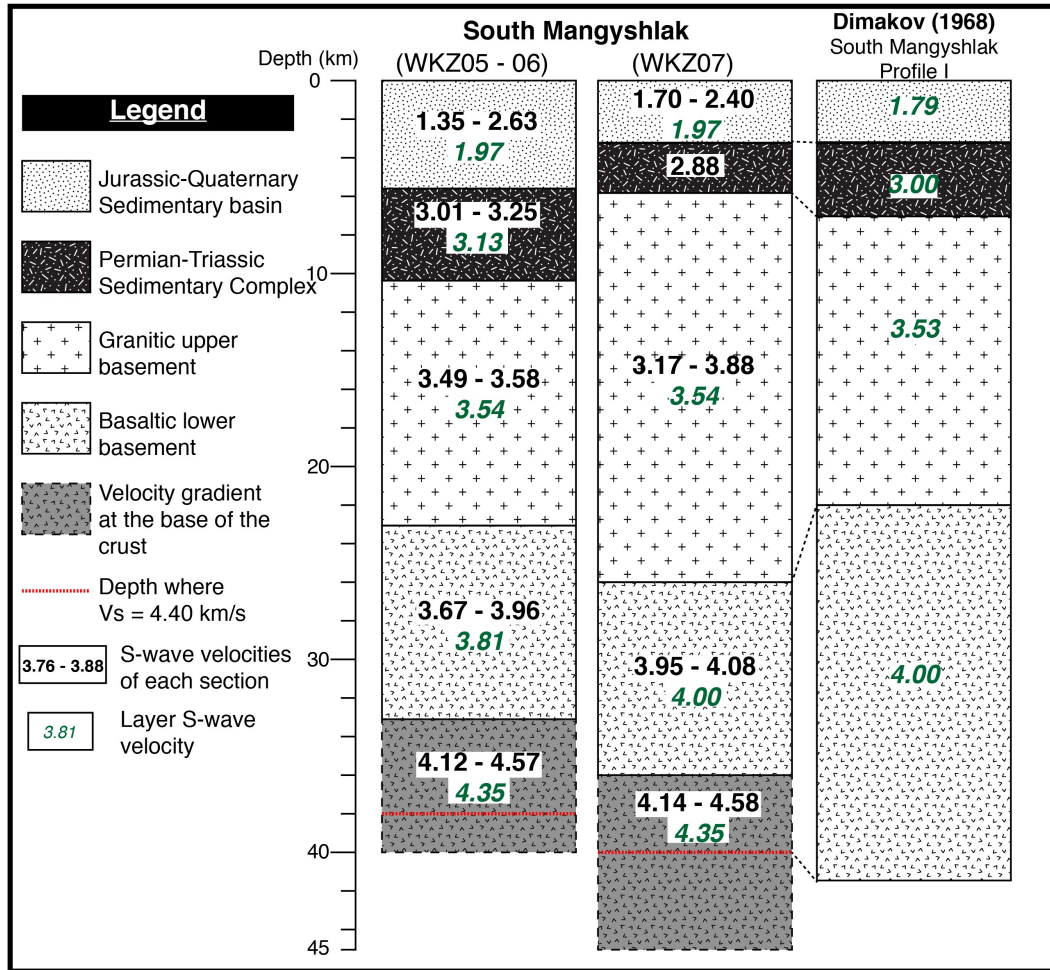 South Mangyshlak
Dimakov (1968)
South Mangyshlak
Profile I
Depth (km)
(WKZ05 - 06)
(WKZ07)
0
10
20
30
40
45
Legend
Jurassic-Quaternary
Sedimentary basin
Permian-Triassic
Sedimentary Complex
Granitic upper
basement
Basaltic lower
basement
Velocity gradient
at the base of the
crust
Depth where
Vs = 4.40 km/s
3.76 - 3.88
S-wave velocities
of each section
3.81
Layer S-wave
velocity
1.35 - 2.63
1.97
3.01 - 3.25
3.13
3.49 - 3.58
3.54
3.67 - 3.96
3.81
4.12 - 4.57
4.35
1.70 - 2.40
1.97
2.88
3.17 - 3.88
3.54
3.95 - 4.08
4.00
4.14 - 4.58
4.35
1.79
3.00
3.53
4.00